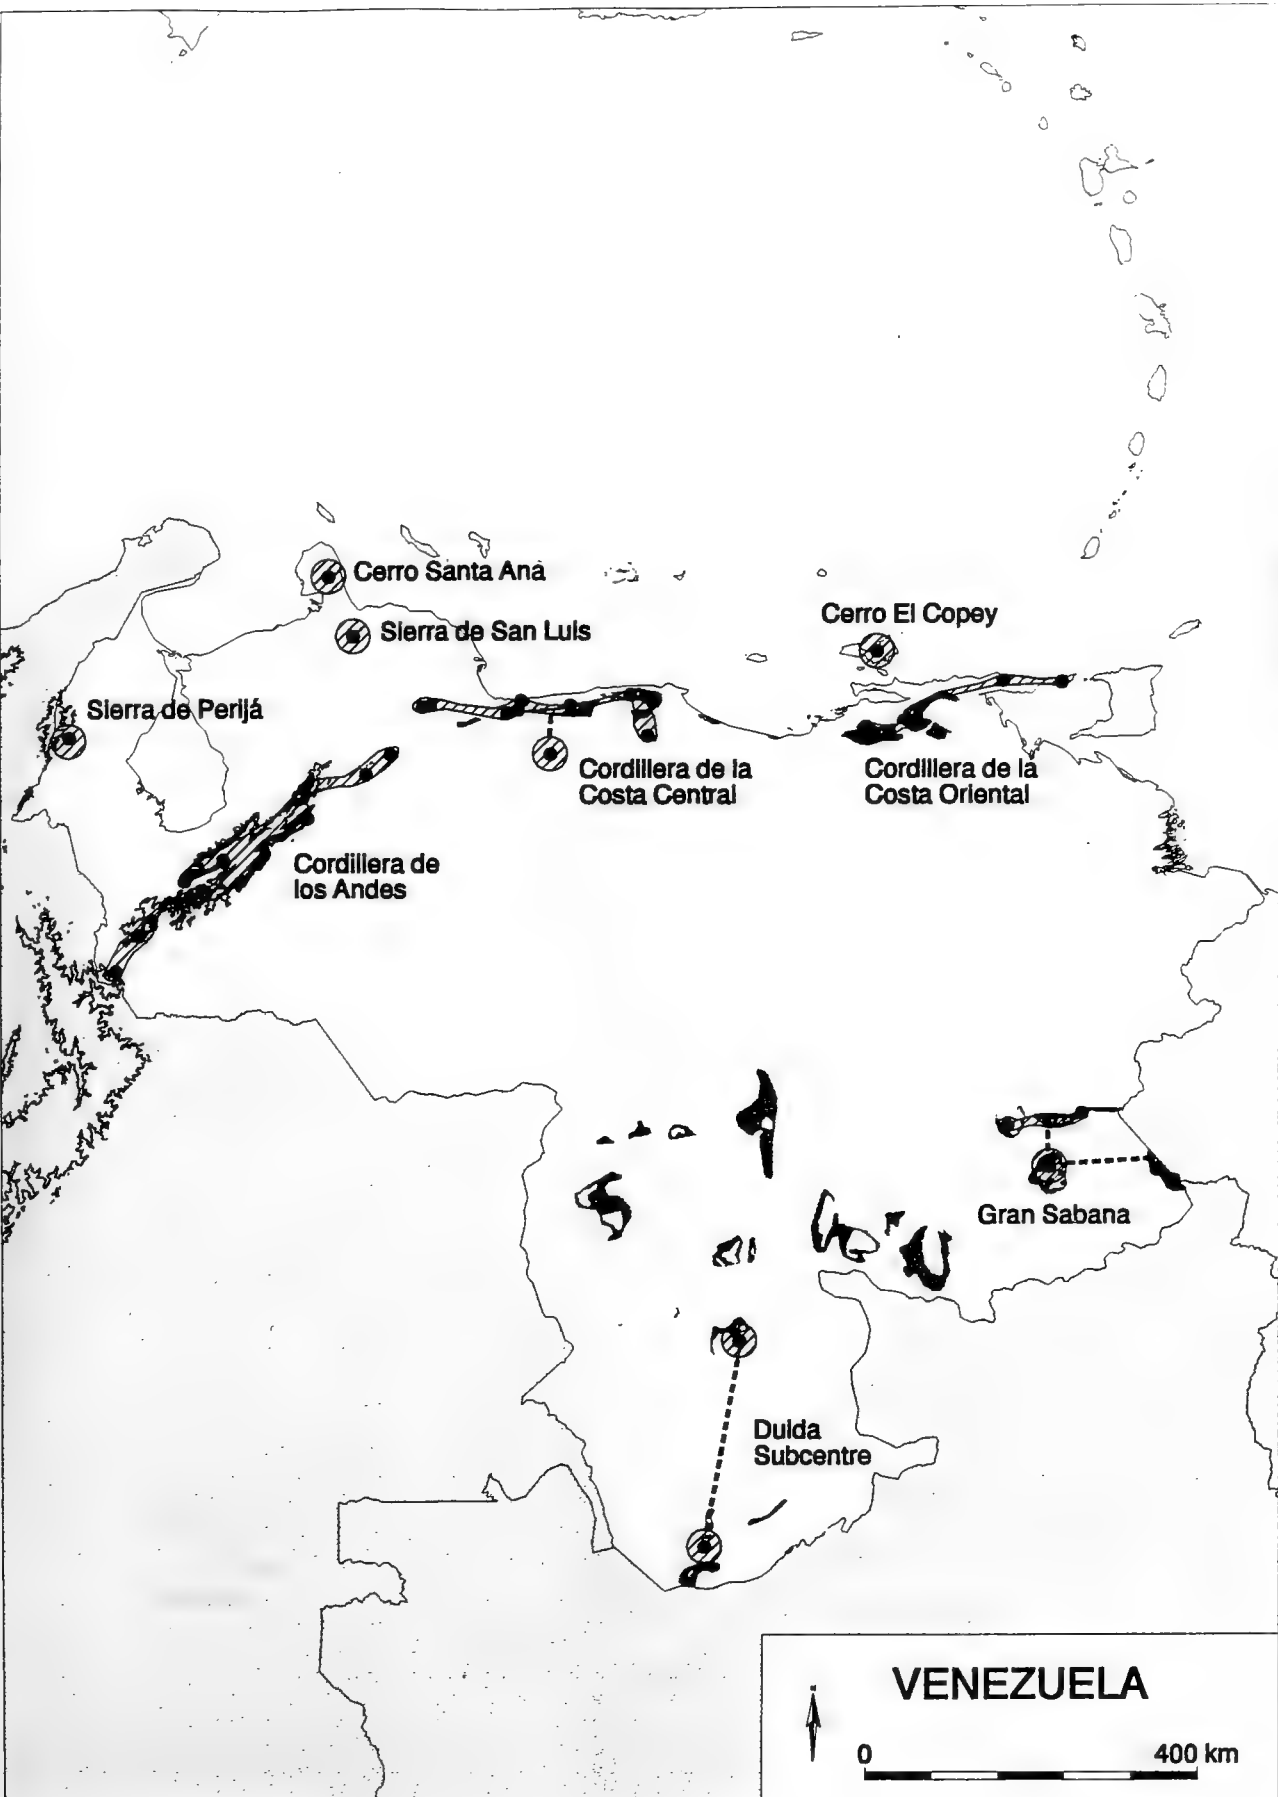 Cerro Santa Ana
Sierra de San Luis
Cerro El Copey
Sierra de Perijá
Cordillera de la
Costa Central
Cordillera de la
Costa Oriental
Cordillera de
los Andes
Gran Sabana
Duida
Subcentre
VENEZUELA
0 400 km